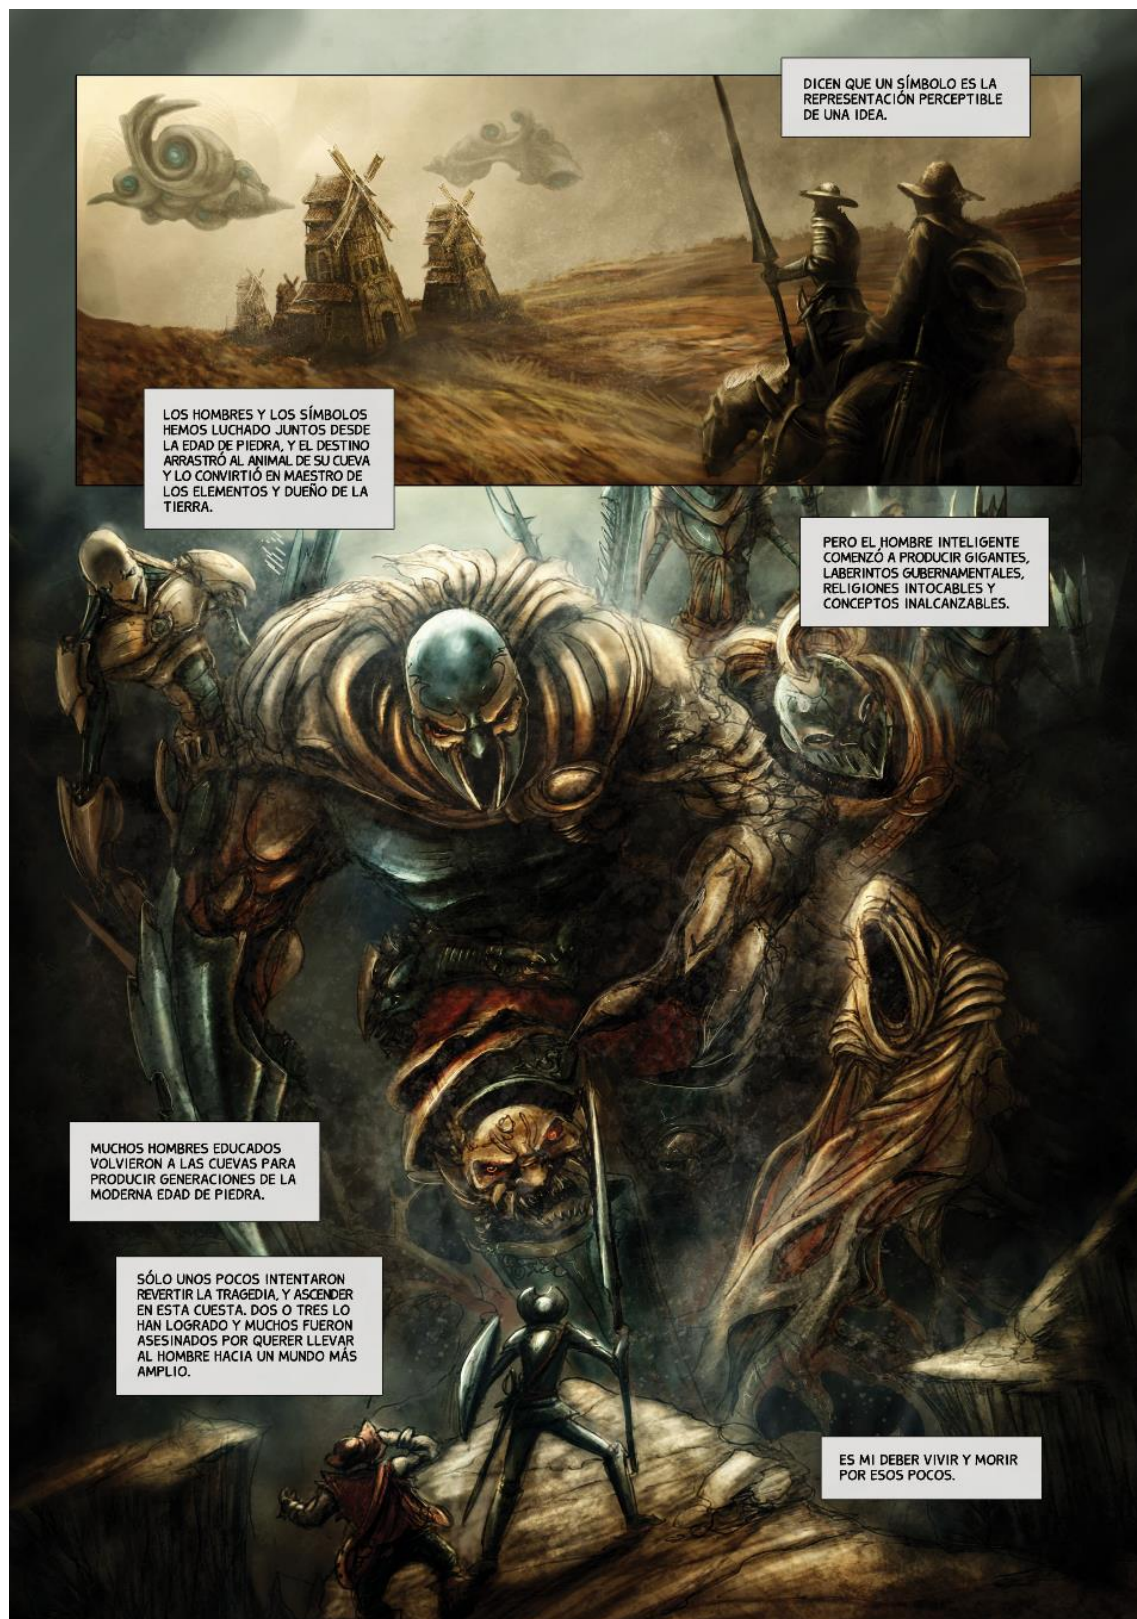 DICEN QUE UN SÍMBOLO ES LA
REPRESENTACIÓN PERCEPTIBLE
DE UNA IDEA.
LOS HOMBRES Y LOS SÍMBOLOS
HEMOS LUCHADO JUNTOS DESDE
LA EDAD DE PIEDRA, Y EL DESTINO
ARRASTRÓ AL ANIMAL DE SU CUEVA
Y LO CONVIRTIÓ EN MAESTRO DE
LOS ELEMENTOS Y DUEÑO DE LA
TIERRA.
PERO EL HOMBRE INTELIGENTE
COMENZÓ A PRODUCIR GIGANTES,
LABERINTOS GUBERNAMENTALES,
RELIGIONES INTOCABLES Y
CONCEPTOS INALCANZABLES.
MUCHOS HOMBRES EDUCADOS
VOLVIERON A LAS CUEVAS PARA
PRODUCIR GENERACIONES DE LA
MODERNA EDAD DE PIEDRA.
SÓLO UNOS POCOS INTENTARON
REVERTIR LA TRAGEDIA, Y ASCENDER
EN ESTA CUESTA. DOS O TRES LO
HAN LOGRADO Y MUCHOS FUERON
ASESINADOS POR QUERER LLEVAR
AL HOMBRE HACIA UN MUNDO MÁS
AMPLIO.
ES MI DEBER VIVIR Y MORIR
POR ESOS POCOS.